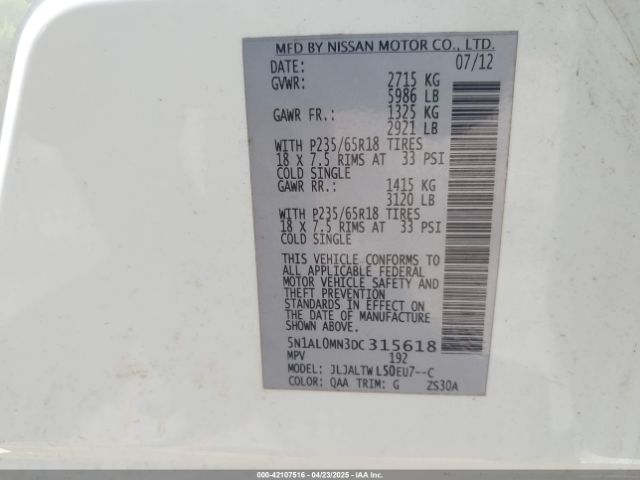 MFD BY NISSAN MOTOR CO., LTD.
DATE: 07/12
GVWR: 2715 KG
5986 LB
GAWR FR.: 1325 KG
2921 LB
WITH P235/65R18 TIRES
18 X 7.5 RIMS AT 33 PSI
COLD SINGLE
GAWR RR.: 1415 KG
3120 LB
WITH P235/65R18 TIRES
18 X 7.5 RIMS AT 33 PSI
COLD SINGLE
THIS VEHICLE CONFORMS TO
ALL APPLICABLE FEDERAL
MOTOR VEHICLE SAFETY AND
THEFT PREVENTION
STANDARDS IN EFFECT ON
THE DATE OF MANUFACTURE
SHOWN ABOVE.
5N1AL0MN3DC315618
MPV 192
MODEL: JLJALTWL50EU7--C
COLOR: QAA TRIM: G ZS30A
000-42107516 - 04/23/2025 - IAAI.COM